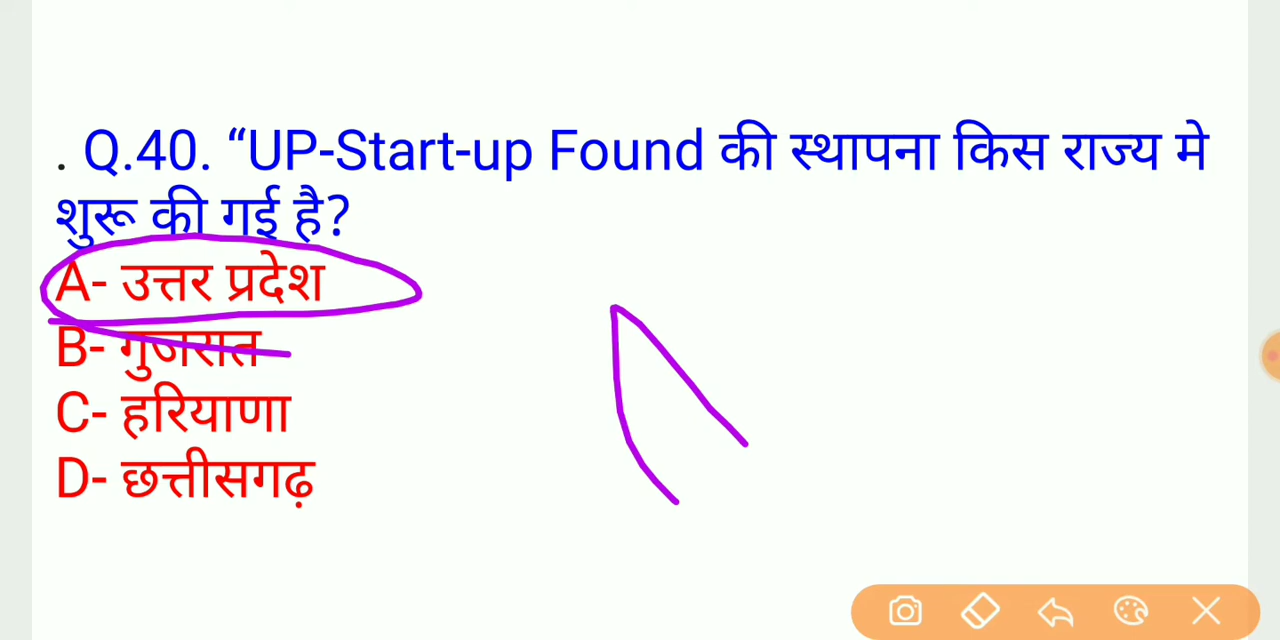 . Q.40. “UP-Start-up Found की स्थापना किस राज्य मे
शुरू की गई है?
A- उत्तर प्रदेश
B- गुजरात
C- हरियाणा
D- छत्तीसगढ़